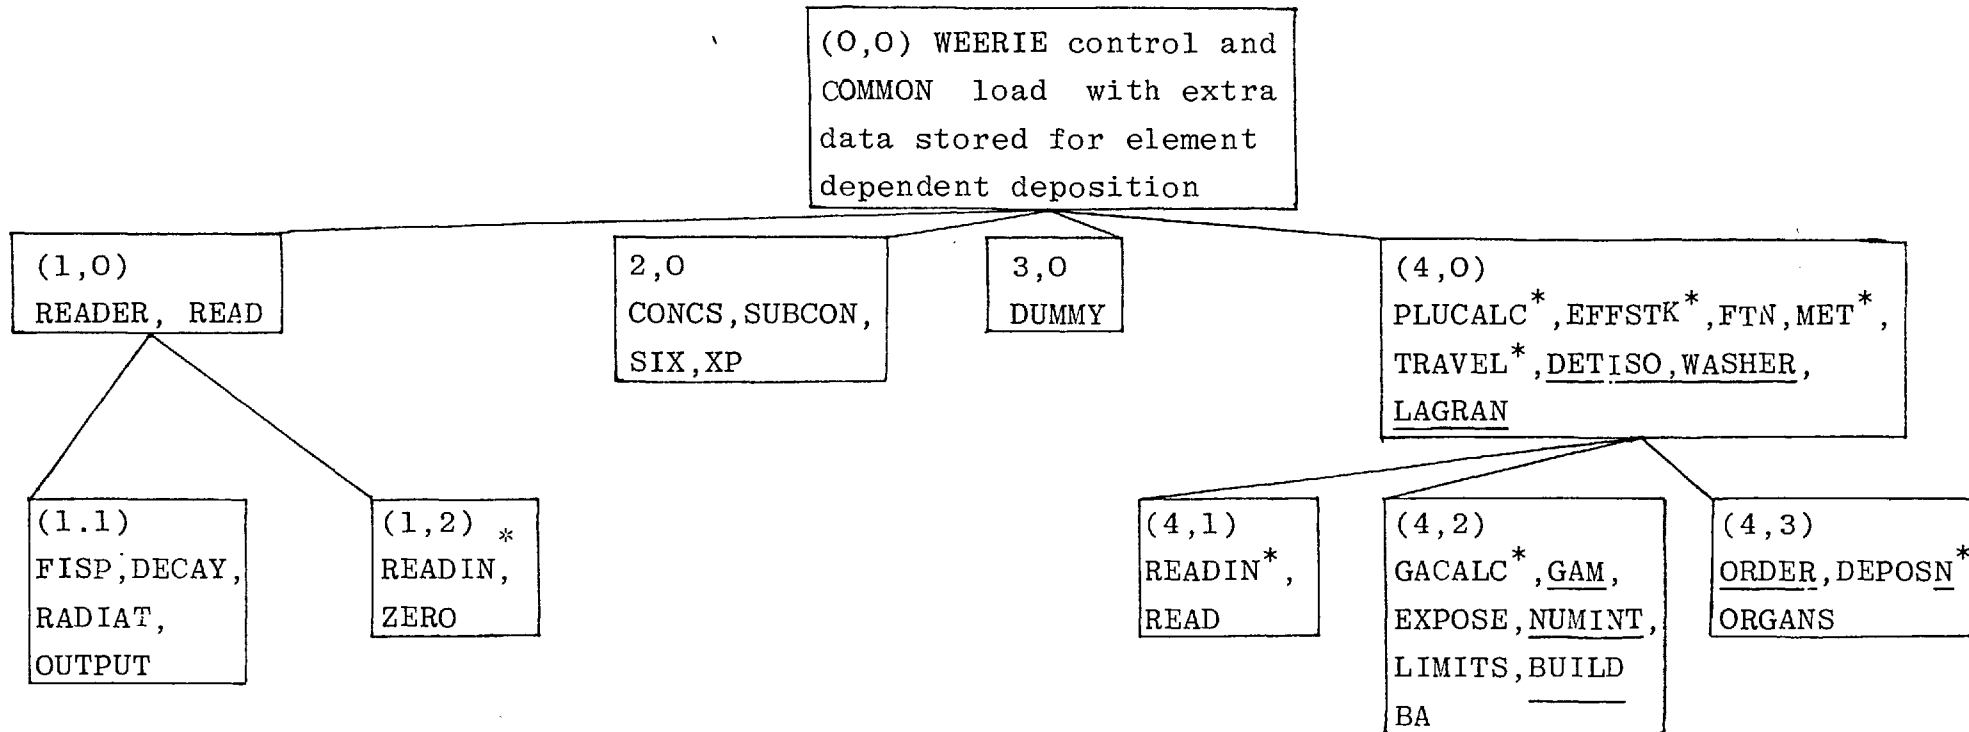 (0,0) WEERIE control and
COMMON load with extra
data stored for element
dependent deposition
(1,0)
READER, READ
2,0
CONCS,SUBCON,
SIX,XP
3,0
DUMMY
(4,0)
PLUCALC*,EFFSTK*,FTN,MET*,
TRAVEL*,DETISO,WASHER,
LAGRAN
(1.1)
FISP,DECAY,
RADIAT,
OUTPUT
(1,2) *
READIN,
ZERO
(4,1)
READIN*,
READ
(4,2)
GACALC*,GAM,
EXPOSE,NUMINT,
LIMITS,BUILD
BA
(4,3)
ORDER,DEPOSN*
ORGANS